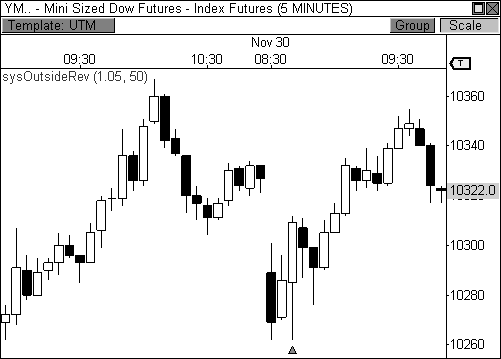 YM.. - Mini Sized Dow Futures - Index Futures (5 MINUTES)
Template: UTM Group Scale
Nov 30
09:30 10:30 08:30 09:30 T
sysOutsideRev (1.05, 50)
10360
10340
10322.0
10300
10280
10260